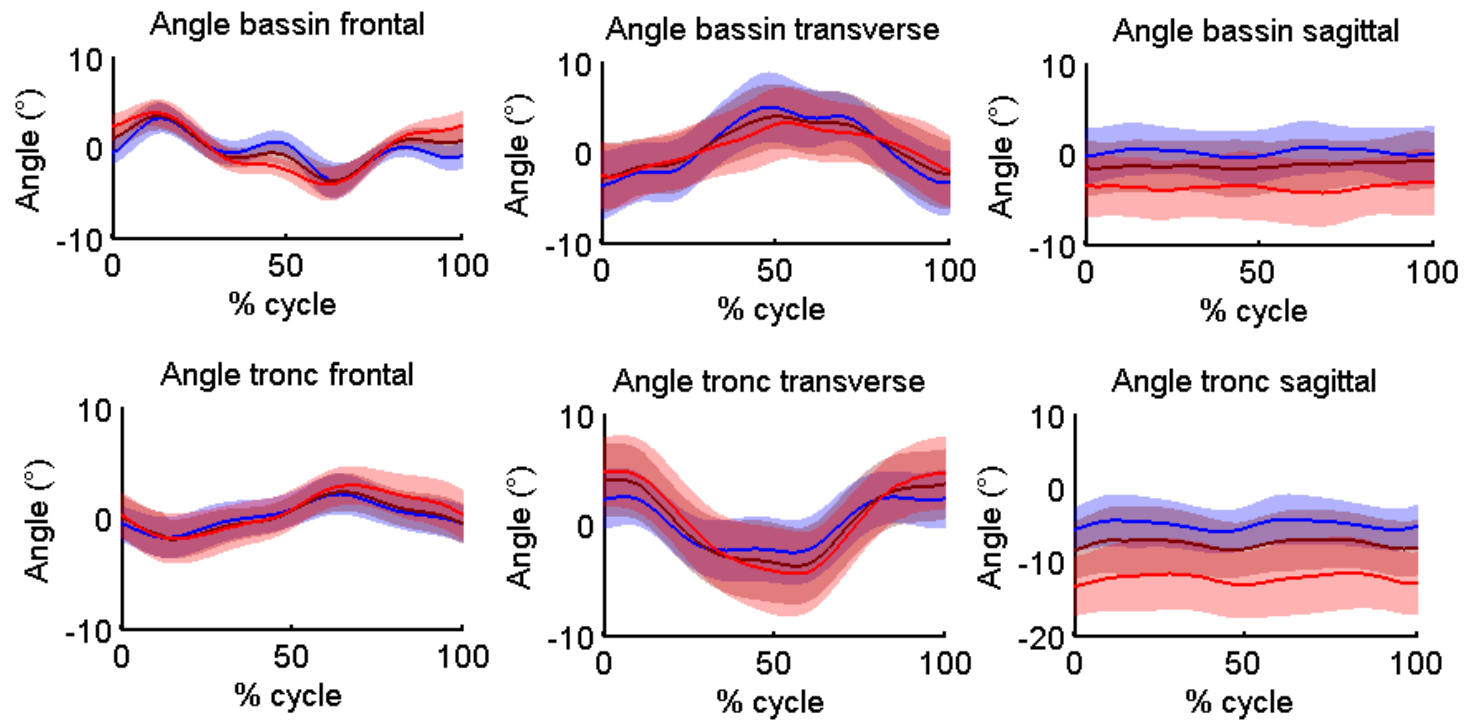 Angle bassin frontal
10
0
-10
Angle (°)
0
50
100
% cycle
Angle bassin transverse
10
0
-10
Angle (°)
0
50
100
% cycle
Angle bassin sagittal
10
0
-10
Angle (°)
0
50
100
% cycle
Angle tronc frontal
10
0
-10
Angle (°)
0
50
100
% cycle
Angle tronc transverse
10
0
-10
Angle (°)
0
50
100
% cycle
Angle tronc sagittal
10
0
-10
-20
Angle (°)
0
50
100
% cycle